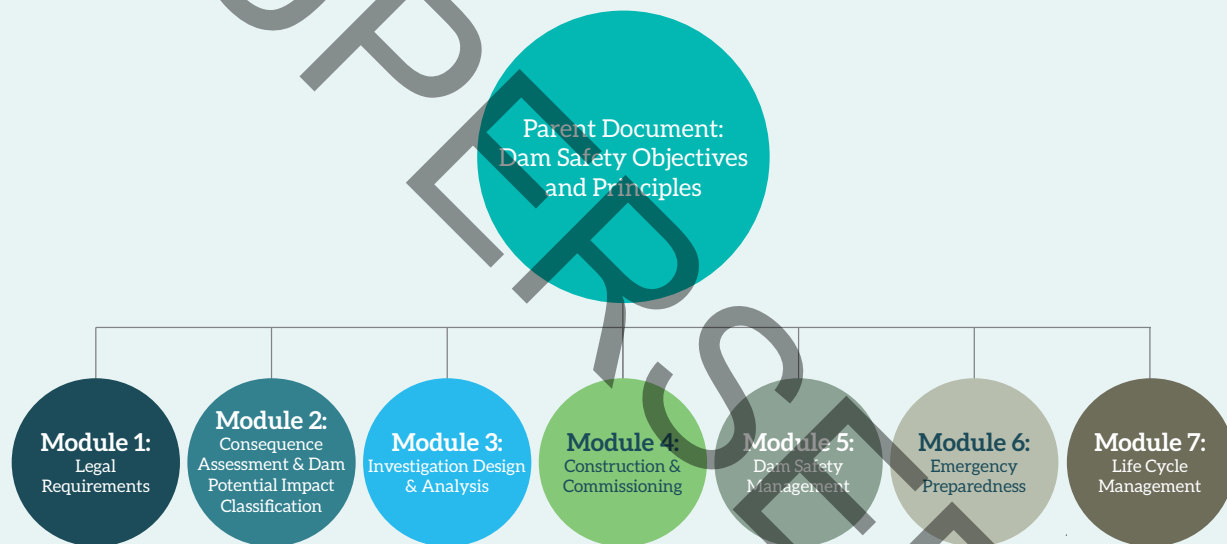 Parent Document:
Dam Safety Objectives
and Principles
Module 1:
Legal
Requirements
Module 2:
Consequence
Assessment & Dam
Potential Impact
Classification
Module 3:
Investigation Design
& Analysis
Module 4:
Construction &
Commissioning
Module 5:
Dam Safety
Management
Module 6:
Emergency
Preparedness
Module 7:
Life Cycle
Management